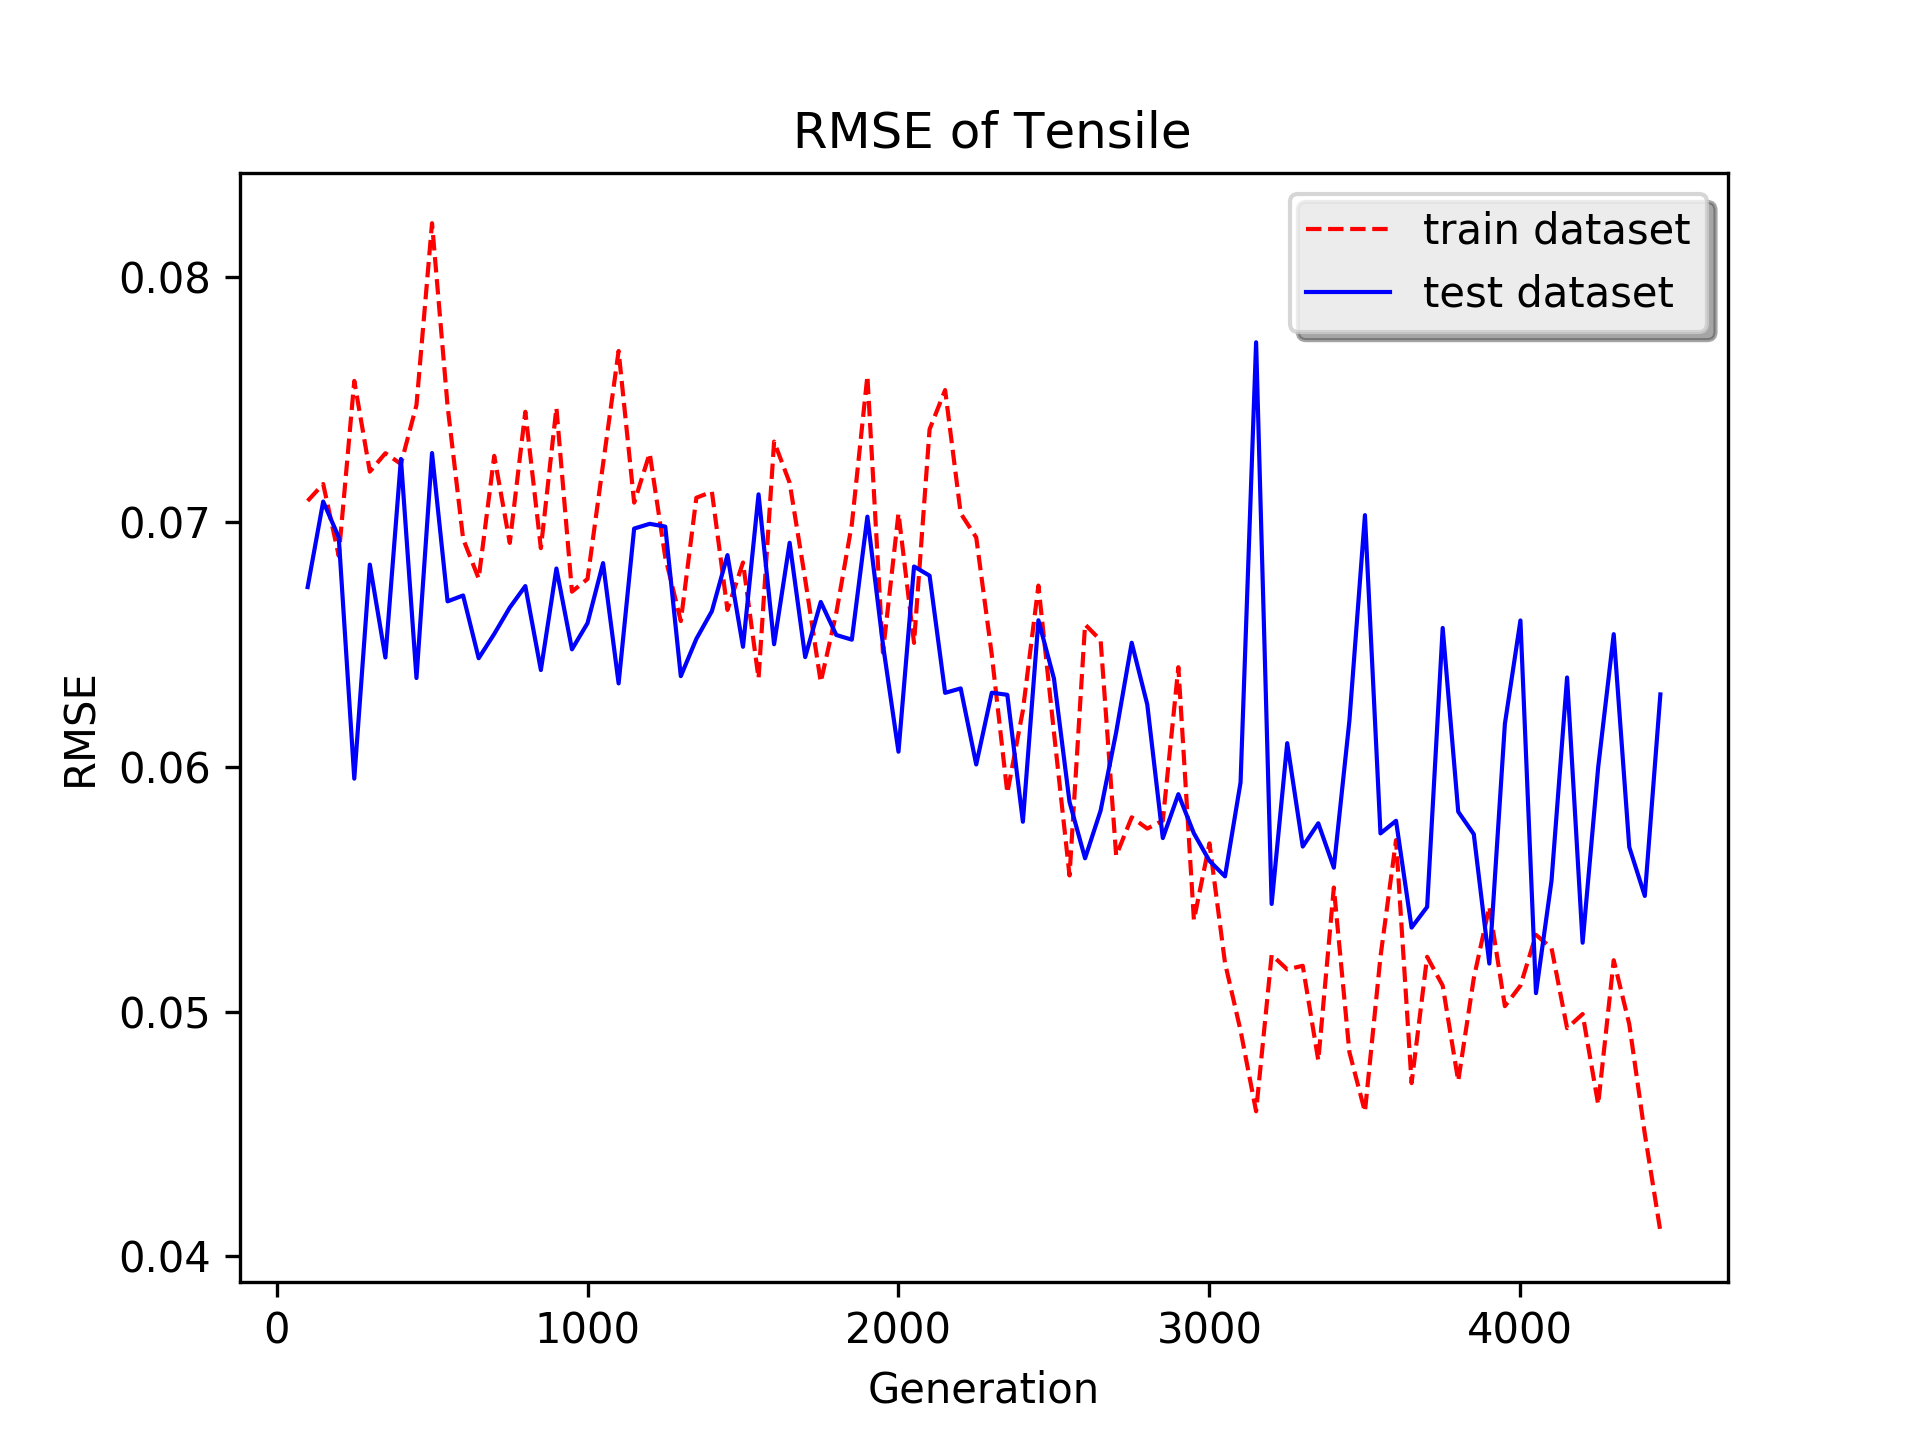 RMSE of Tensile
train dataset
test dataset
0.08
0.07
0.06
0.05
0.04
RMSE
0 1000 2000 3000 4000
Generation